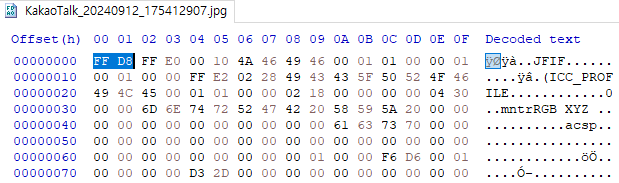 KakaoTalk_20240912_175412907.jpg
Offset(h) 00 01 02 03 04 05 06 07 08 09 0A 0B 0C 0D 0E 0F Decoded text
00000000 FF D8 FF E0 00 10 4A 46 49 46 00 01 01 00 00 01 ÿØÿà..JFIF......
00000010 00 01 00 00 FF E2 02 28 49 43 43 5F 50 52 4F 46 ....ÿâ.(ICC_PROF
00000020 49 4C 45 00 01 01 00 00 02 18 00 00 00 00 04 30 ILE............0
00000030 00 00 6D 6E 74 72 52 47 42 20 58 59 5A 20 00 00 ..mntrRGB XYZ ..
00000040 00 00 00 00 00 00 00 00 00 00 61 63 73 70 00 00 ..........acsp..
00000050 00 00 00 00 00 00 00 00 00 00 00 00 00 00 00 00 ................
00000060 00 00 00 00 00 00 00 00 01 00 00 F6 D6 00 01 ...........öÖ..
00000070 00 00 00 00 D3 2D 00 00 00 00 00 00 00 00 00 00 ....Ó-..........